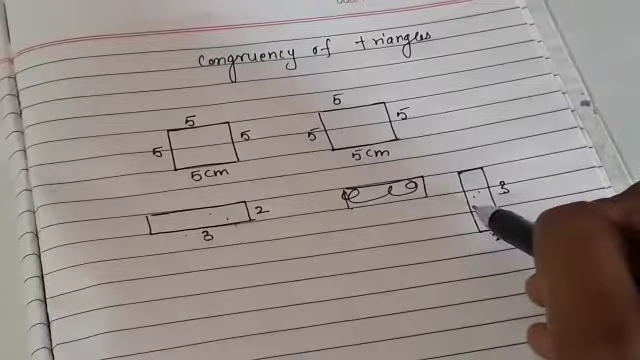 congruency of triangles
5 5
5 5 5 5
5cm 5cm
2 3
3